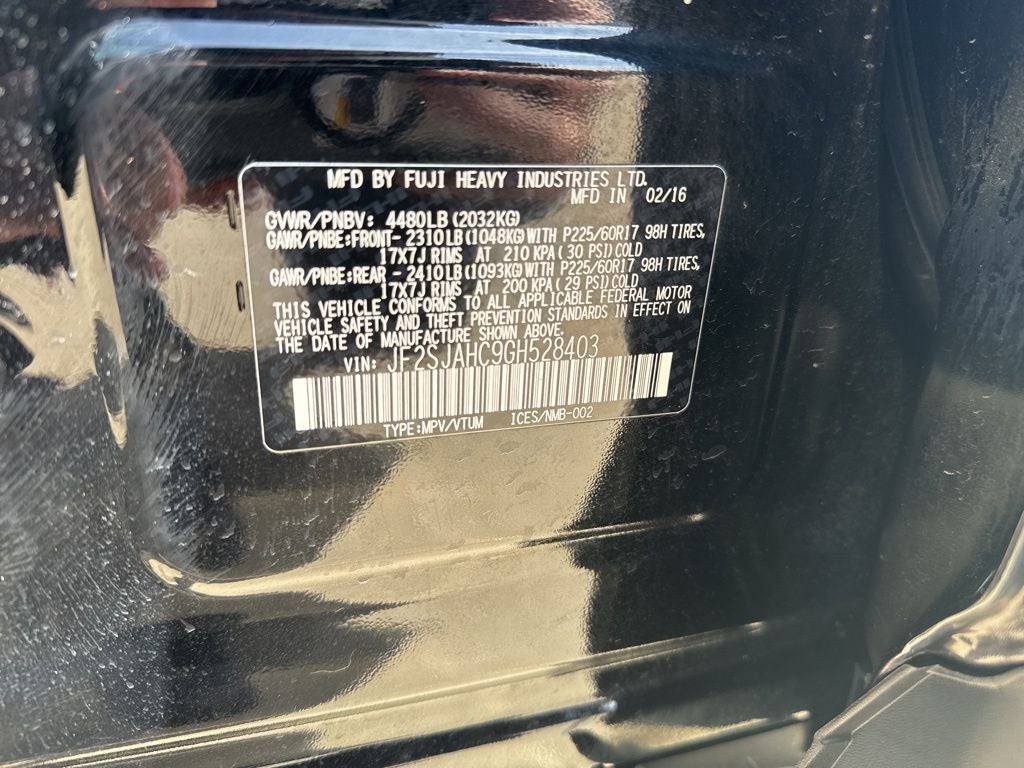 MFD BY FUJI HEAVY INDUSTRIES LTD.
MFD IN 02/16
GVWR/PNBV: 4480LB(2032KG)
GAWR/PNBE:FRONT- 2310LB(1048KG)WITH P225/60R17 98H TIRES,
17X7J RIMS AT 210 KPA( 30 PSI)COLD
GAWR/PNBE:REAR - 2410LB(1093KG)WITH P225/60R17 98H TIRES,
17X7J RIMS AT 200 KPA( 29 PSI)COLD
THIS VEHICLE CONFORMS TO ALL APPLICABLE FEDERAL MOTOR
VEHICLE SAFETY AND THEFT PREVENTION STANDARDS IN EFFECT ON
THE DATE OF MANUFACTURE SHOWN ABOVE.
VIN: JF2SJAHC9GH528403
TYPE:MPV/VTUM ICES/NMB-002